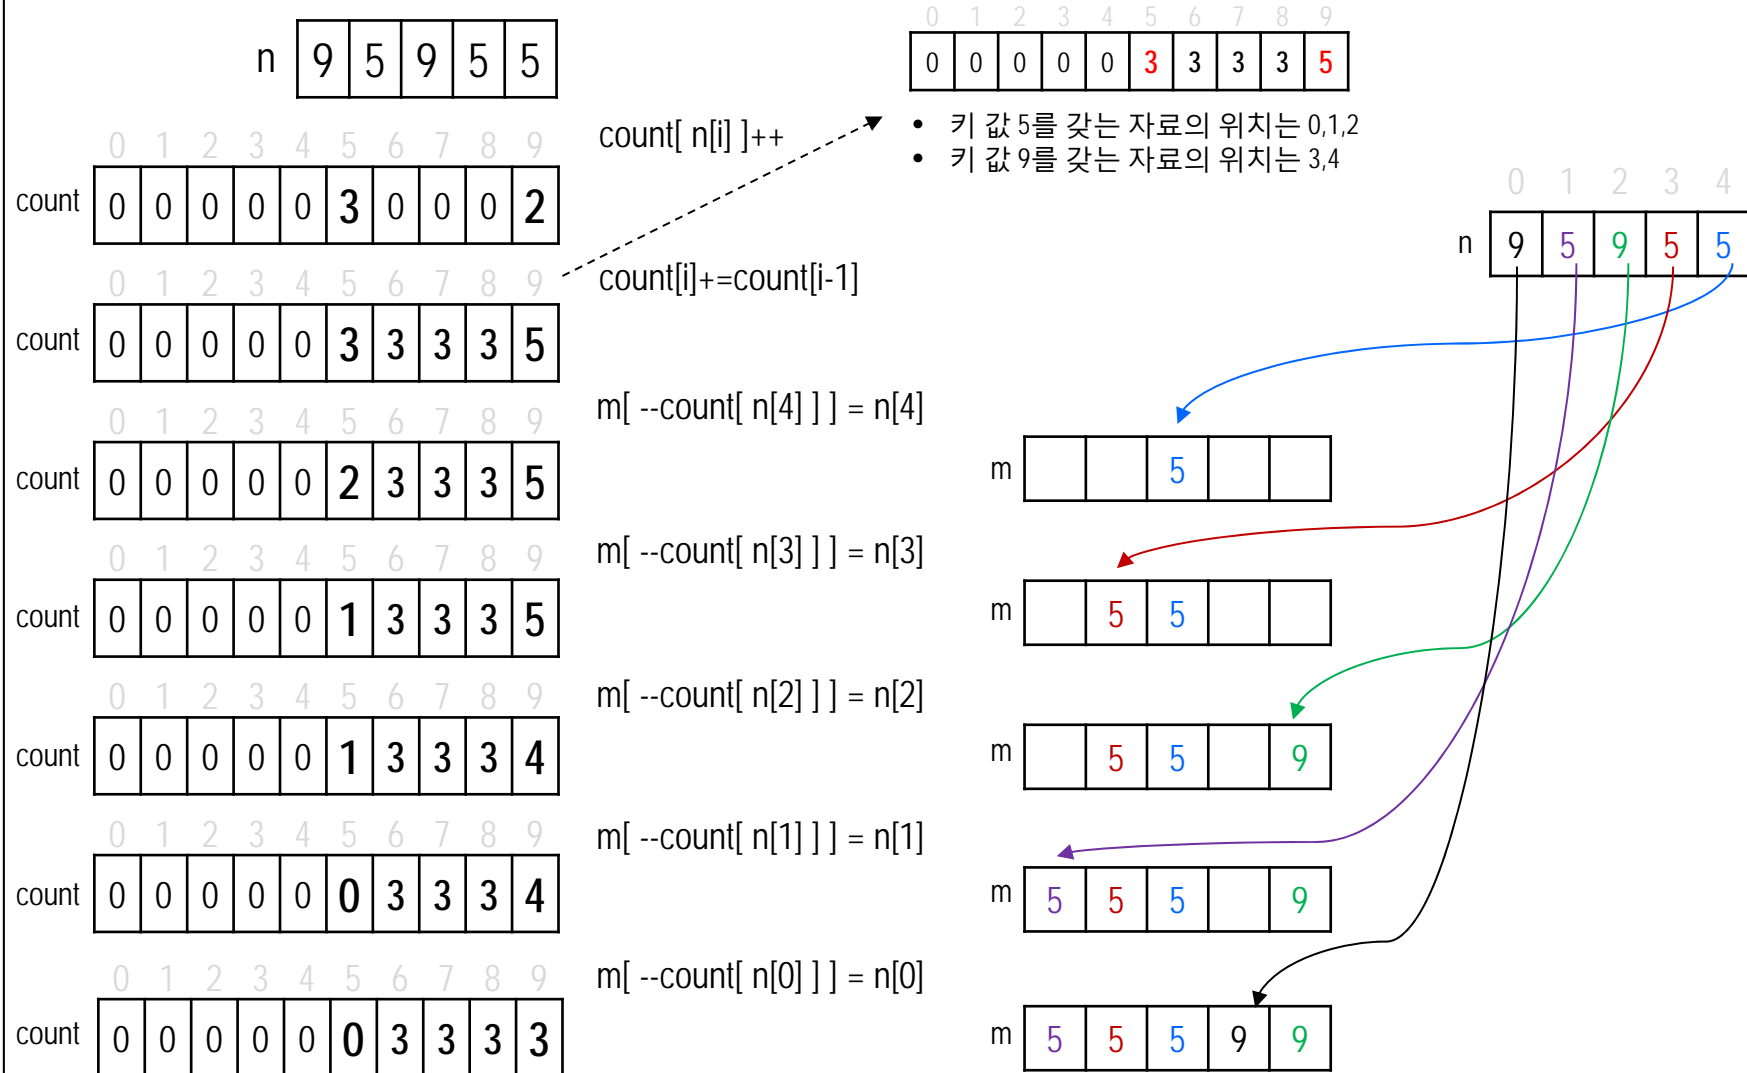 n 9 5 9 5 5
0 1 2 3 4 5 6 7 8 9
0 0 0 0 0 3 3 3 3 5
count[ n[i] ]++
• 키 값 5를 갖는 자료의 위치는 0,1,2
• 키 값 9를 갖는 자료의 위치는 3,4
0 1 2 3 4 5 6 7 8 9
count 0 0 0 0 0 3 0 0 0 2
0 1 2 3 4
n 9 5 9 5 5
count[i]+=count[i-1]
0 1 2 3 4 5 6 7 8 9
count 0 0 0 0 0 3 3 3 3 5
m[ --count[ n[4] ] ] = n[4]
0 1 2 3 4 5 6 7 8 9
count 0 0 0 0 0 2 3 3 3 5
m 5
m[ --count[ n[3] ] ] = n[3]
0 1 2 3 4 5 6 7 8 9
count 0 0 0 0 0 1 3 3 3 5
m 5 5
m[ --count[ n[2] ] ] = n[2]
0 1 2 3 4 5 6 7 8 9
count 0 0 0 0 0 1 3 3 3 4
m 5 5 9
m[ --count[ n[1] ] ] = n[1]
0 1 2 3 4 5 6 7 8 9
count 0 0 0 0 0 0 3 3 3 4
m 5 5 5 9
m[ --count[ n[0] ] ] = n[0]
0 1 2 3 4 5 6 7 8 9
count 0 0 0 0 0 0 3 3 3 3
m 5 5 5 9 9